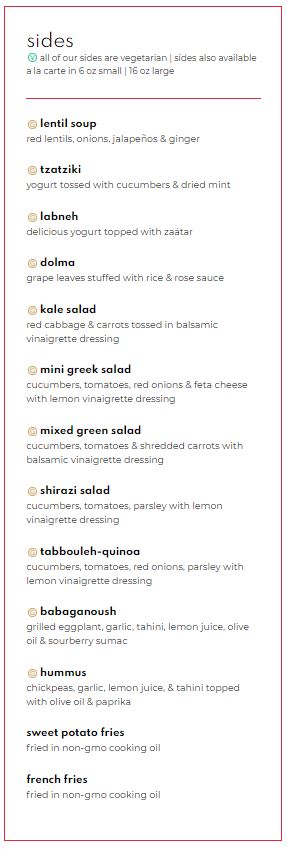 sides
V all of our sides are vegetarian | sides also available
a la carte in 6 oz small | 16 oz large
G lentil soup
red lentils, onions, jalapeños & ginger
G tzatziki
yogurt tossed with cucumbers & dried mint
G labneh
delicious yogurt topped with zaátar
G dolma
grape leaves stuffed with rice & rose sauce
G kale salad
red cabbage & carrots tossed in balsamic
vinaigrette dressing
G mini greek salad
cucumbers, tomatoes, red onions & feta cheese
with lemon vinaigrette dressing
G mixed green salad
cucumbers, tomatoes & shredded carrots with
balsamic vinaigrette dressing
G shirazi salad
cucumbers, tomatoes, parsley with lemon
vinaigrette dressing
G tabbouleh-quinoa
cucumbers, tomatoes, red onions, parsley with
lemon vinaigrette dressing
G babaganoush
grilled eggplant, garlic, tahini, lemon juice, olive
oil & sourberry sumac
G hummus
chickpeas, garlic, lemon juice, & tahini topped
with olive oil & paprika
sweet potato fries
fried in non-gmo cooking oil
french fries
fried in non-gmo cooking oil